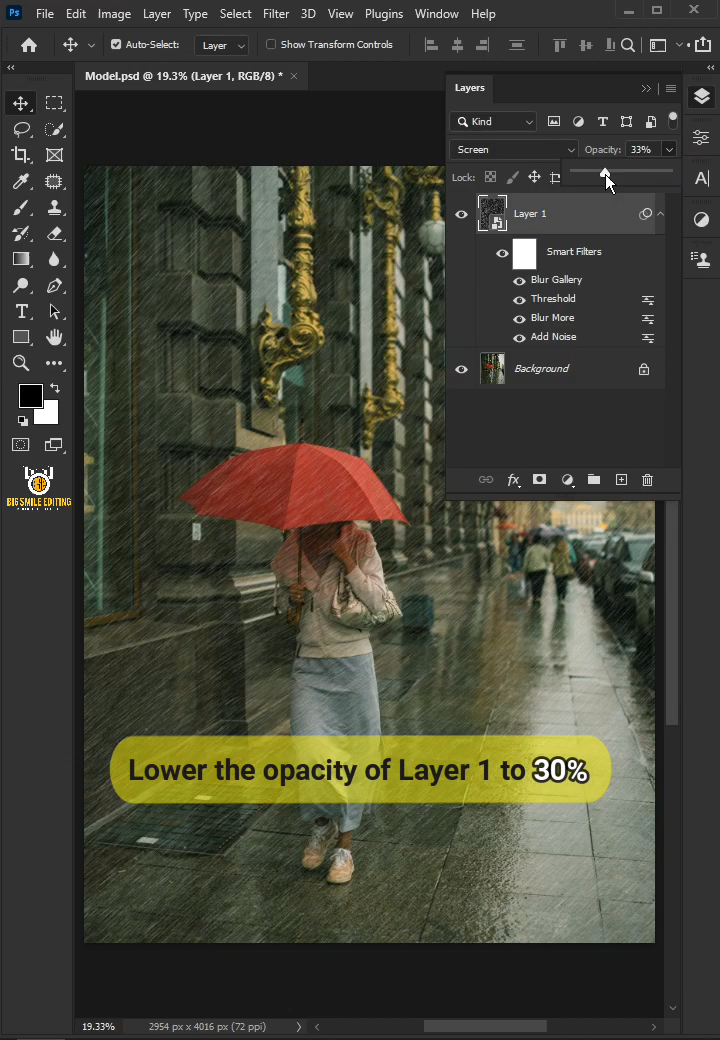 Ps File Edit Image Layer Type Select Filter 3D View Plugins Window Help
Auto-Select: Layer Show Transform Controls
Model.psd @ 19.3% (Layer 1, RGB/8) *
Layers
Kind
Screen Opacity: 33%
Lock:
Layer 1
Smart Filters
Blur Gallery
Threshold
Blur More
Add Noise
Background
fx
BIG SMILE EDITING
Lower the opacity of Layer 1 to 30%
19.33% 2954 px x 4016 px (72 ppi)